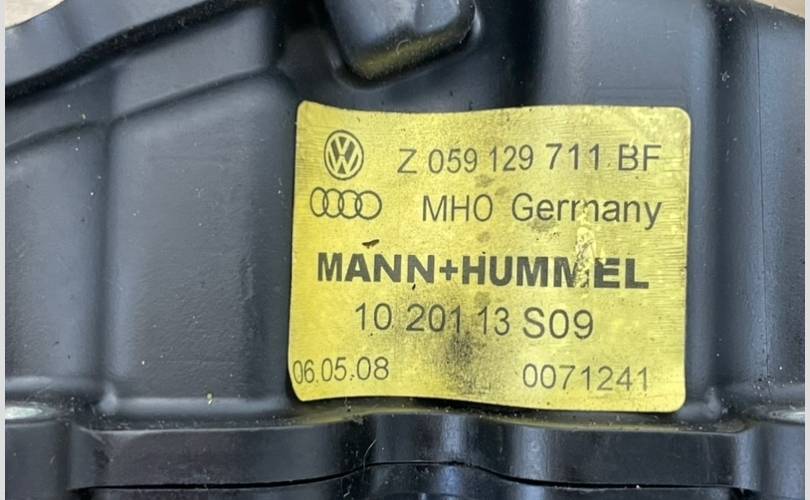 Z 059 129 711 BF
MHO Germany
MANN+HUMMEL
10 201 13 S09
06.05.08 0071241